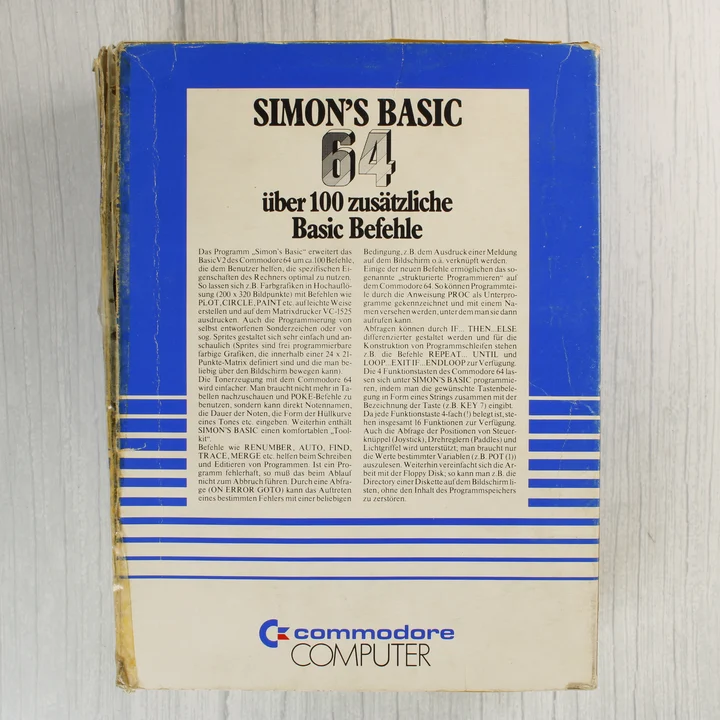 SIMON'S BASIC
64
über 100 zusätzliche
Basic Befehle
Das Programm „Simon's Basic" erweitert das
Basic V2 des Commodore 64 um ca. 100 Befehle,
die dem Benutzer helfen, die spezifischen Ei-
genschaften des Rechners optimal zu nutzen.
So lassen sich z.B. Farbgrafiken in Hochauflö-
sung (200 x 320 Bildpunkte) mit Befehlen wie
PLOT, CIRCLE, PAINT etc. auf leichte Weise
erstellen und auf dem Matrixdrucker VC-1525
ausdrucken. Auch die Programmierung von
selbst entworfenen Sonderzeichen oder von
sog. Sprites gestaltet sich sehr einfach und an-
schaulich (Sprites sind frei programmierbare
farbige Grafiken, die innerhalb einer 24 x 21-
Punkte-Matrix definiert sind und die man be-
liebig über den Bildschirm bewegen kann).
Die Tonerzeugung mit dem Commodore 64
wird einfacher. Man braucht nicht mehr in Ta-
bellen nachzuschauen und POKE-Befehle zu
benutzen, sondern kann direkt Notennamen,
die Dauer der Noten, die Form der Hüllkurve
eines Tones etc. eingeben. Weiterhin enthält
SIMON'S BASIC einen komfortablen „Tool-
kit".
Befehle wie RENUMBER, AUTO, FIND,
TRACE, MERGE etc. helfen beim Schreiben
und Editieren von Programmen. Ist ein Pro-
gramm fehlerhaft, so muß das beim Ablauf
nicht zum Abbruch führen. Durch eine Abfra-
ge (ON ERROR GOTO) kann das Auftreten
eines bestimmten Fehlers mit einer beliebigen
Bedingung, z.B. dem Ausdruck einer Meldung
auf dem Bildschirm o.ä. verknüpft werden.
Einige der neuen Befehle ermöglichen das so-
genannte „strukturierte Programmieren" auf
dem Commodore 64. So können Programmtei-
le durch die Anweisung PROC als Unterpro-
gramme gekennzeichnet und mit einem Na-
men versehen werden, unter dem man sie dann
aufrufen kann.
Abfragen können durch IF... THEN...ELSE
differenzierter gestaltet werden und für die
Konstruktion von Programmschleifen stehen
z.B. die Befehle REPEAT... UNTIL und
LOOP...EXIT IF...ENDLOOP zur Verfügung.
Die 4 Funktionstasten des Commodore 64 las-
sen sich unter SIMON'S BASIC programmie-
ren, indem man die gewünschte Tastenbele-
gung in Form eines Strings zusammen mit der
Bezeichnung der Taste (z.B. KEY 7) eingibt.
Da jede Funktionstaste 4-fach (!) belegt ist, ste-
hen insgesamt 16 Funktionen zur Verfügung.
Auch die Abfrage der Positionen von Steuer-
knüppel (Joystick), Drehreglern (Paddles) und
Lichtgriffel wird unterstützt; man braucht nur
die Werte bestimmter Variablen (z.B. POT (1))
auszulesen. Weiterhin vereinfacht sich die Ar-
beit mit der Floppy Disk; so kann man z.B. die
Directory einer Diskette auf dem Bildschirm li-
sten, ohne den Inhalt des Programmspeichers
zu zerstören.
commodore
COMPUTER